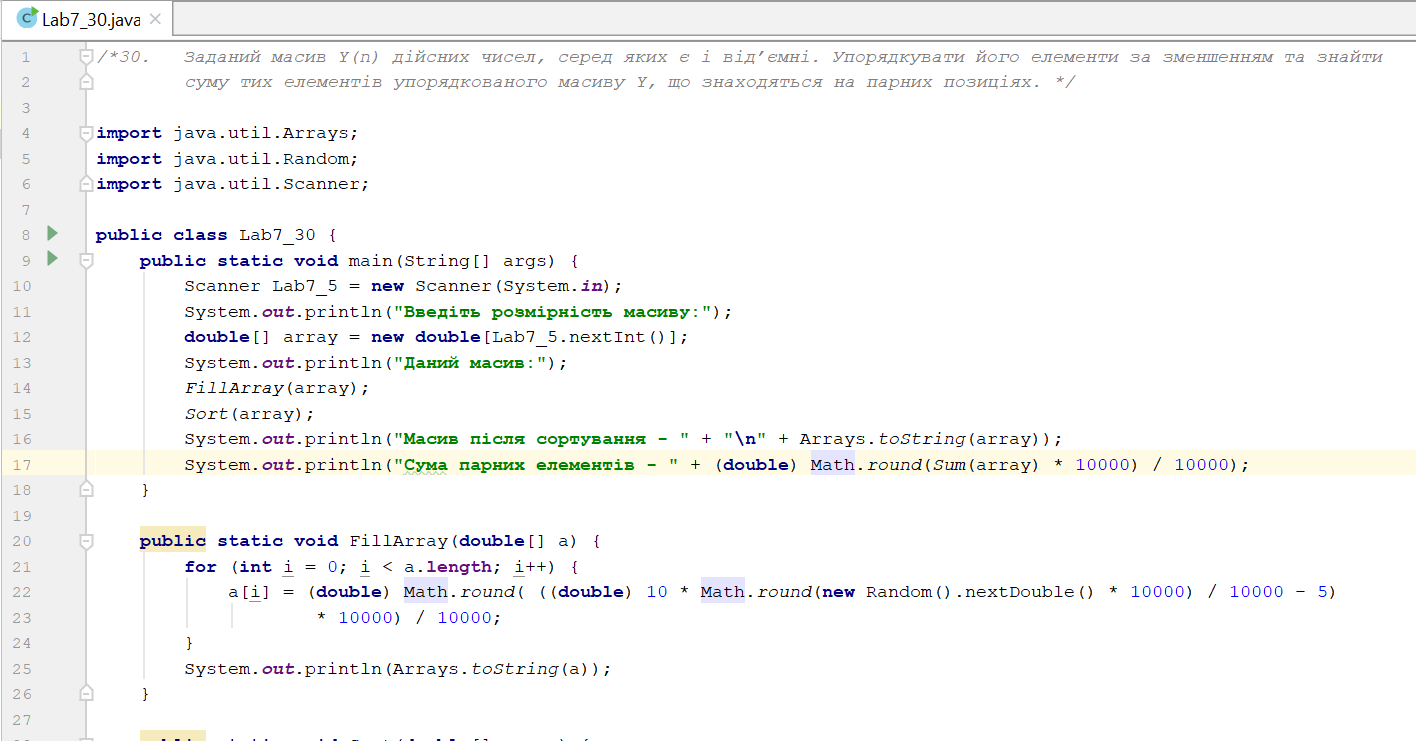 Lab7_30.java
1 /*30. Заданий масив Y(n) дійсних чисел, серед яких є і від’ємні. Упорядкувати його елементи за зменшенням та знайти
2 суму тих елементів упорядкованого масиву Y, що знаходяться на парних позиціях. */
3
4 import java.util.Arrays;
5 import java.util.Random;
6 import java.util.Scanner;
7
8 public class Lab7_30 {
9 public static void main(String[] args) {
10 Scanner Lab7_5 = new Scanner(System.in);
11 System.out.println("Введіть розмірність масиву:");
12 double[] array = new double[Lab7_5.nextInt()];
13 System.out.println("Даний масив:");
14 FillArray(array);
15 Sort(array);
16 System.out.println("Масив після сортування - " + "\n" + Arrays.toString(array));
17 System.out.println("Сума парних елементів - " + (double) Math.round(Sum(array) * 10000) / 10000);
18 }
19
20 public static void FillArray(double[] a) {
21 for (int i = 0; i < a.length; i++) {
22 a[i] = (double) Math.round( ((double) 10 * Math.round(new Random().nextDouble() * 10000) / 10000 - 5)
23 * 10000) / 10000;
24 }
25 System.out.println(Arrays.toString(a));
26 }
27